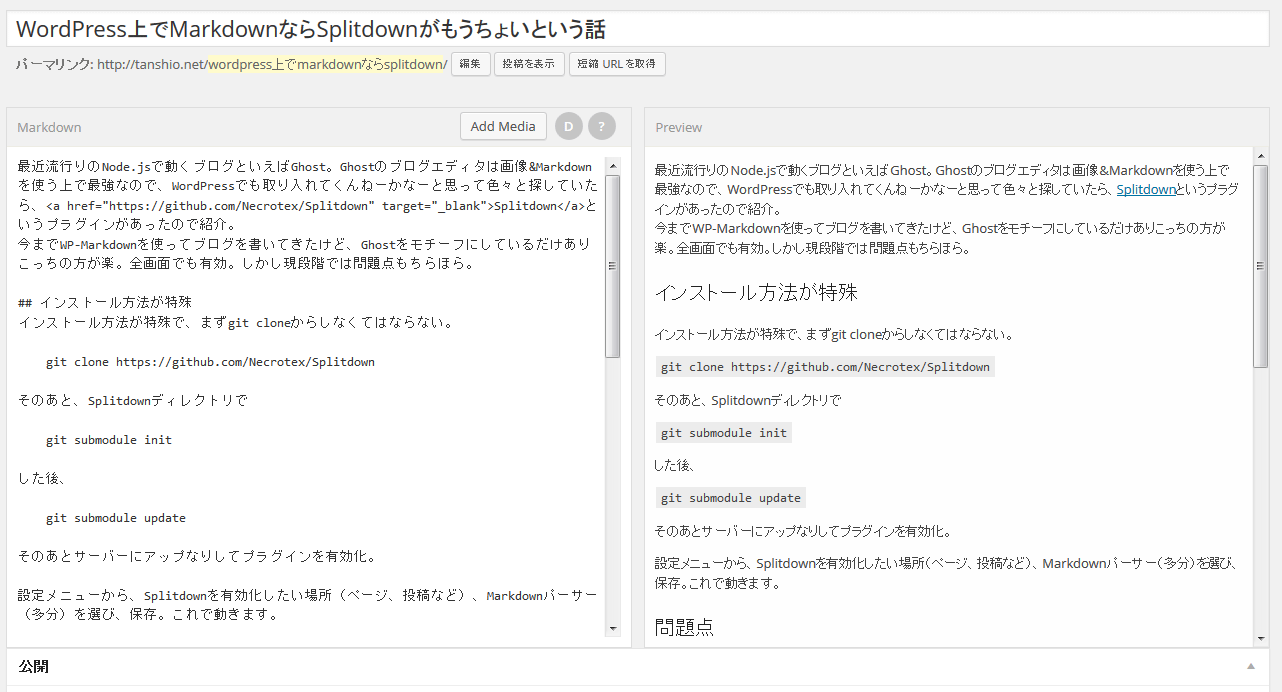 WordPress上でMarkdownならSplitdownがもうちょいという話
パーマリンク: http://tanshio.net/wordpress上でmarkdownならsplitdown/ 編集 投稿を表示 短縮 URL を取得
Markdown
Add Media D ?
最近流行りのNode.jsで動くブログといえばGhost。Ghostのブログエディタは画像&Markdown
を使う上で最強なので、WordPressでも取り入れてくんねーかなーと思って色々と探していた
ら、<a href="https://github.com/Necrotex/Splitdown" target="_blank">Splitdown</a>と
いうプラグインがあったので紹介。
今までWP-Markdownを使ってブログを書いてきたけど、Ghostをモチーフにしているだけあり
こっちの方が楽。全画面でも有効。しかし現段階では問題点もちらほら。
## インストール方法が特殊
インストール方法が特殊で、まずgit cloneからしなくてはならない。
git clone https://github.com/Necrotex/Splitdown
そのあと、Splitdownディレクトリで
git submodule init
した後、
git submodule update
そのあとサーバーにアップなりしてプラグインを有効化。
設定メニューから、Splitdownを有効化したい場所（ページ、投稿など）、Markdownパーサー
（多分）を選び、保存。これで動きます。
Preview
最近流行りのNode.jsで動くブログといえばGhost。Ghostのブログエディタは画像&Markdownを使う上で
最強なので、WordPressでも取り入れてくんねーかなーと思って色々と探していたら、Splitdownというプラグ
インがあったので紹介。
今までWP-Markdownを使ってブログを書いてきたけど、Ghostをモチーフにしているだけありこっちの方が
楽。全画面でも有効。しかし現段階では問題点もちらほら。
インストール方法が特殊
インストール方法が特殊で、まずgit cloneからしなくてはならない。
git clone https://github.com/Necrotex/Splitdown
そのあと、Splitdownディレクトリで
git submodule init
した後、
git submodule update
そのあとサーバーにアップなりしてプラグインを有効化。
設定メニューから、Splitdownを有効化したい場所（ページ、投稿など）、Markdownパーサー（多分）を選び、
保存。これで動きます。
問題点
公開